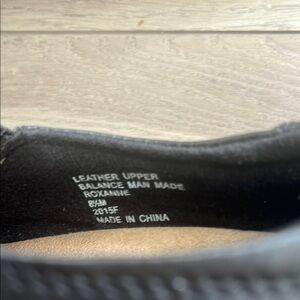 LEATHER UPPER
BALANCE MAN MADE
ROXANNE
8½M
2015F
MADE IN CHINA